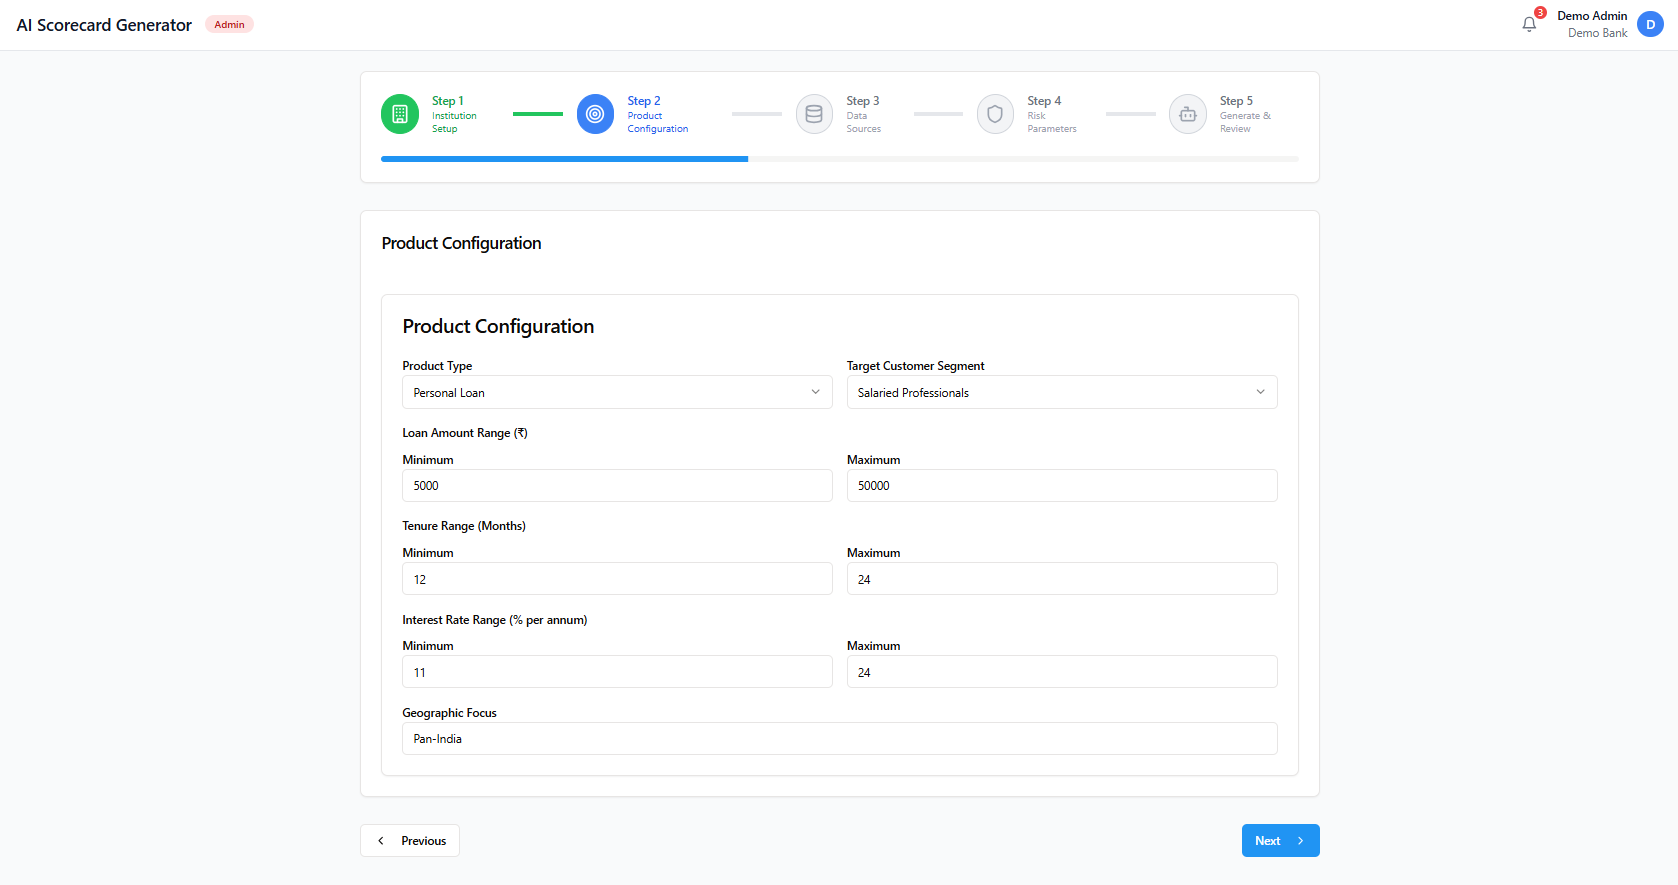 AI Scorecard Generator
Admin
3
Demo Admin
Demo Bank
D
Step 1
Institution
Setup
Step 2
Product
Configuration
Step 3
Data
Sources
Step 4
Risk
Parameters
Step 5
Generate &
Review
Product Configuration
Product Configuration
Product Type
Target Customer Segment
Personal Loan
Salaried Professionals
Loan Amount Range (₹)
Minimum
Maximum
5000
50000
Tenure Range (Months)
Minimum
Maximum
12
24
Interest Rate Range (% per annum)
Minimum
Maximum
11
24
Geographic Focus
Pan-India
Previous
Next